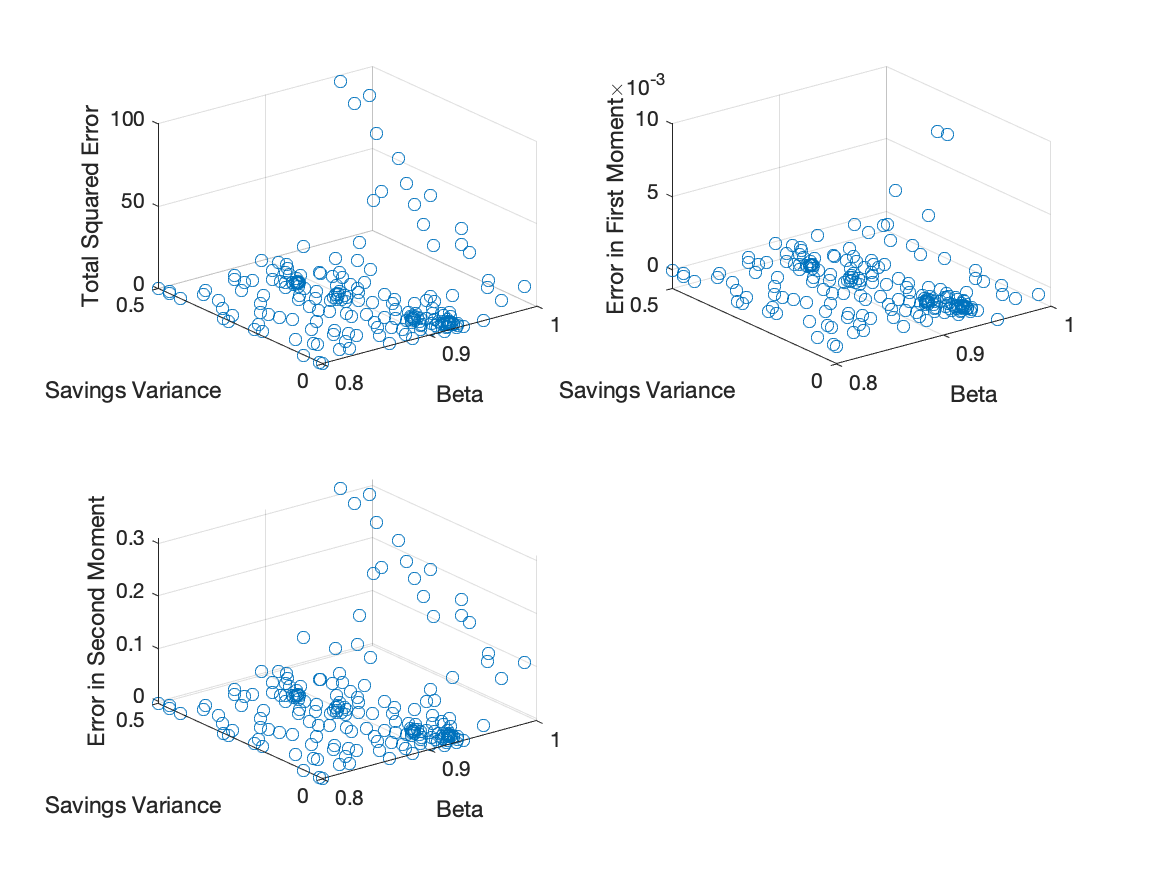 Total Squared Error
100
50
0
0.5
0
0.8
0.9
1
Savings Variance
Beta
Error in First Moment
×10-3
10
5
0
0.5
0
0.8
0.9
1
Savings Variance
Beta
Error in Second Moment
0.3
0.2
0.1
0
0.5
0
0.8
0.9
1
Savings Variance
Beta